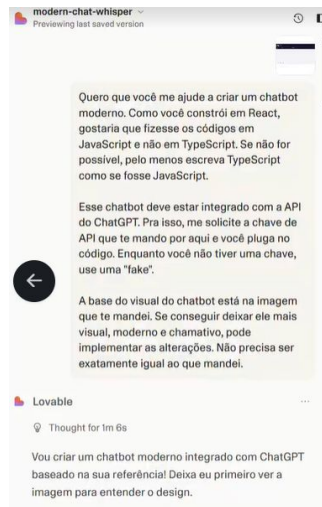 modern-chat-whisper
Previewing last saved version
Quero que você me ajude a criar um chatbot
moderno. Como você constrói em React,
gostaria que fizesse os códigos em
JavaScript e não em TypeScript. Se não for
possível, pelo menos escreva TypeScript
como se fosse JavaScript.
Esse chatbot deve estar integrado com a API
do ChatGPT. Pra isso, me solicite a chave de
API que te mando por aqui e você pluga no
código. Enquanto você não tiver uma chave,
use uma "fake".
A base do visual do chatbot está na imagem
que te mandei. Se conseguir deixar ele mais
visual, moderno e chamativo, pode
implementar as alterações. Não precisa ser
exatamente igual ao que mandei.
Lovable
Thought for 1m 6s
Vou criar um chatbot moderno integrado com ChatGPT
baseado na sua referência! Deixa eu primeiro ver a
imagem para entender o design.